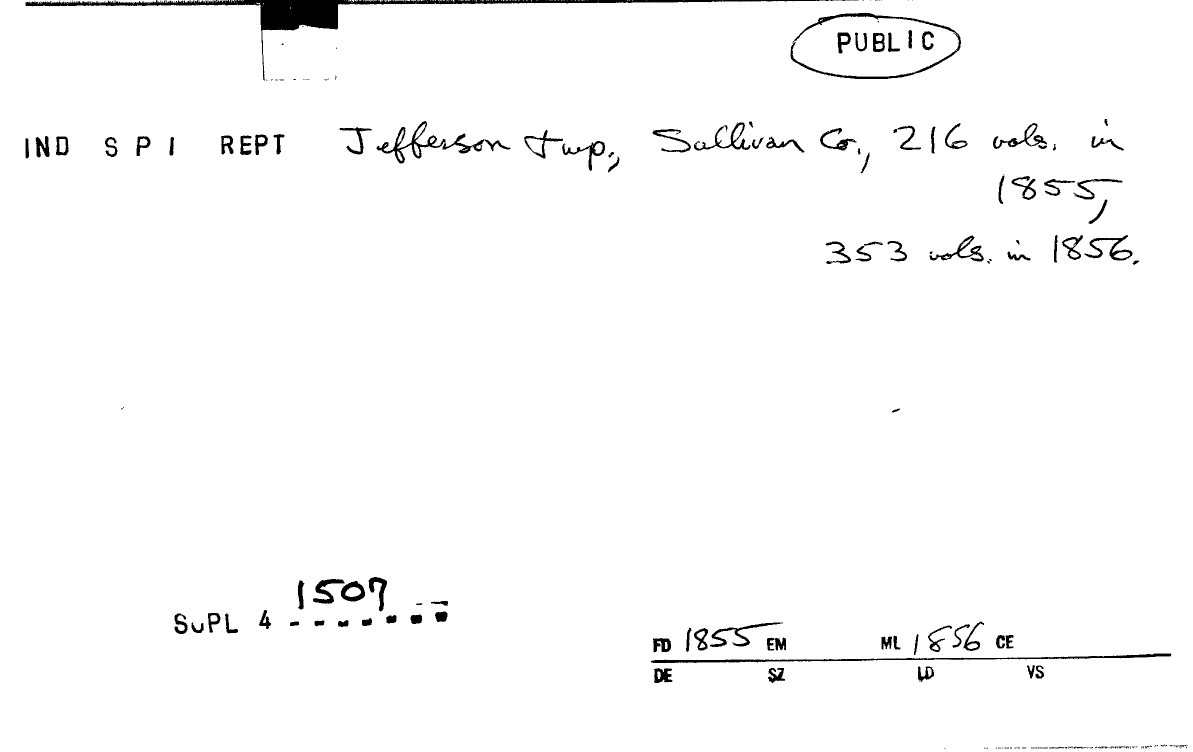 PUBLIC
IND S P I REPT Jefferson twp., Sullivan Co., 216 vols. in
1855,
353 vols. in 1856.
1507
SUPL 4
FD 1855 EM ML 1856 CE
DE SZ LD VS